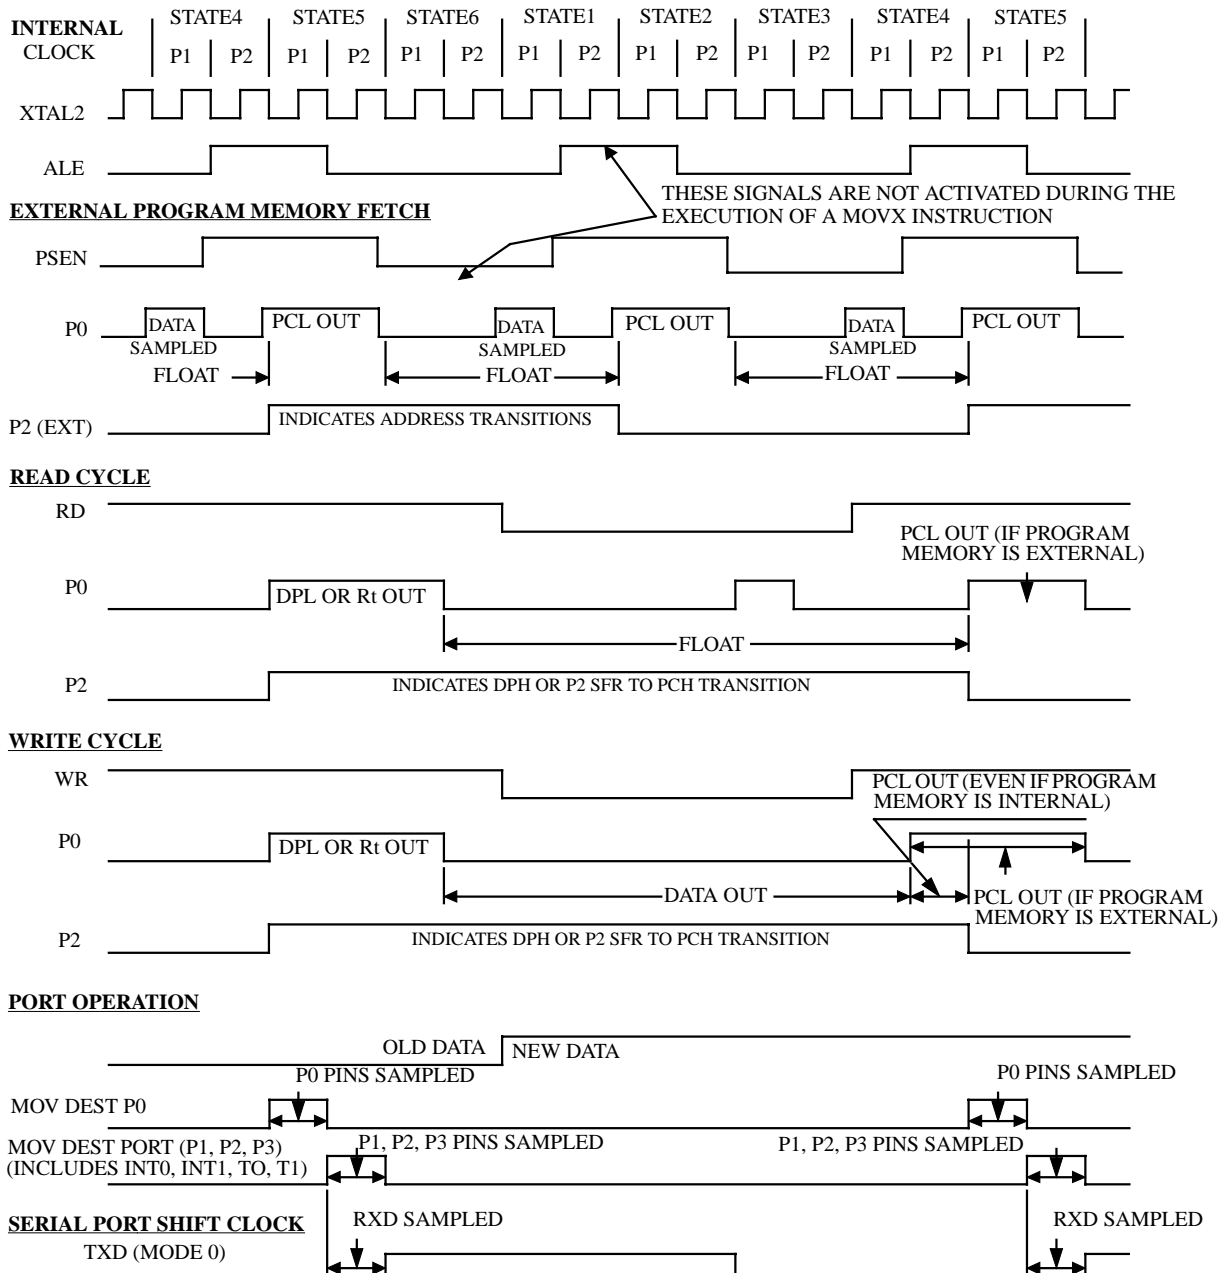 INTERNAL CLOCK
STATE4 STATE5 STATE6 STATE1 STATE2 STATE3 STATE4 STATE5
P1 P2 P1 P2 P1 P2 P1 P2 P1 P2 P1 P2 P1 P2 P1 P2
XTAL2
ALE
THESE SIGNALS ARE NOT ACTIVATED DURING THE
EXECUTION OF A MOVX INSTRUCTION
EXTERNAL PROGRAM MEMORY FETCH
PSEN
P0
DATA PCL OUT DATA PCL OUT DATA PCL OUT
SAMPLED SAMPLED SAMPLED
FLOAT FLOAT FLOAT
P2 (EXT)
INDICATES ADDRESS TRANSITIONS
READ CYCLE
RD
PCL OUT (IF PROGRAM
MEMORY IS EXTERNAL)
P0
DPL OR Rt OUT
FLOAT
P2
INDICATES DPH OR P2 SFR TO PCH TRANSITION
WRITE CYCLE
WR
PCL OUT (EVEN IF PROGRAM
MEMORY IS INTERNAL)
P0
DPL OR Rt OUT
DATA OUT
PCL OUT (IF PROGRAM
MEMORY IS EXTERNAL)
P2
INDICATES DPH OR P2 SFR TO PCH TRANSITION
PORT OPERATION
OLD DATA NEW DATA
P0 PINS SAMPLED P0 PINS SAMPLED
MOV DEST P0
MOV DEST PORT (P1, P2, P3)
(INCLUDES INT0, INT1, TO, T1)
P1, P2, P3 PINS SAMPLED P1, P2, P3 PINS SAMPLED
SERIAL PORT SHIFT CLOCK
RXD SAMPLED RXD SAMPLED
TXD (MODE 0)